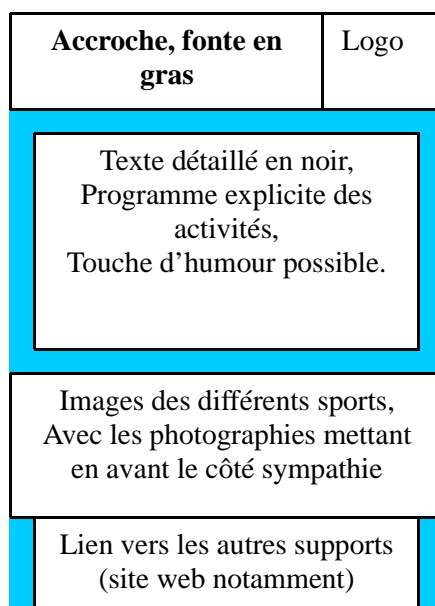 Accroche, fonte en
gras
Logo
Texte détaillé en noir,
Programme explicite des
activités,
Touche d’humour possible.
Images des différents sports,
Avec les photographies mettant
en avant le côté sympathie
Lien vers les autres supports
(site web notamment)